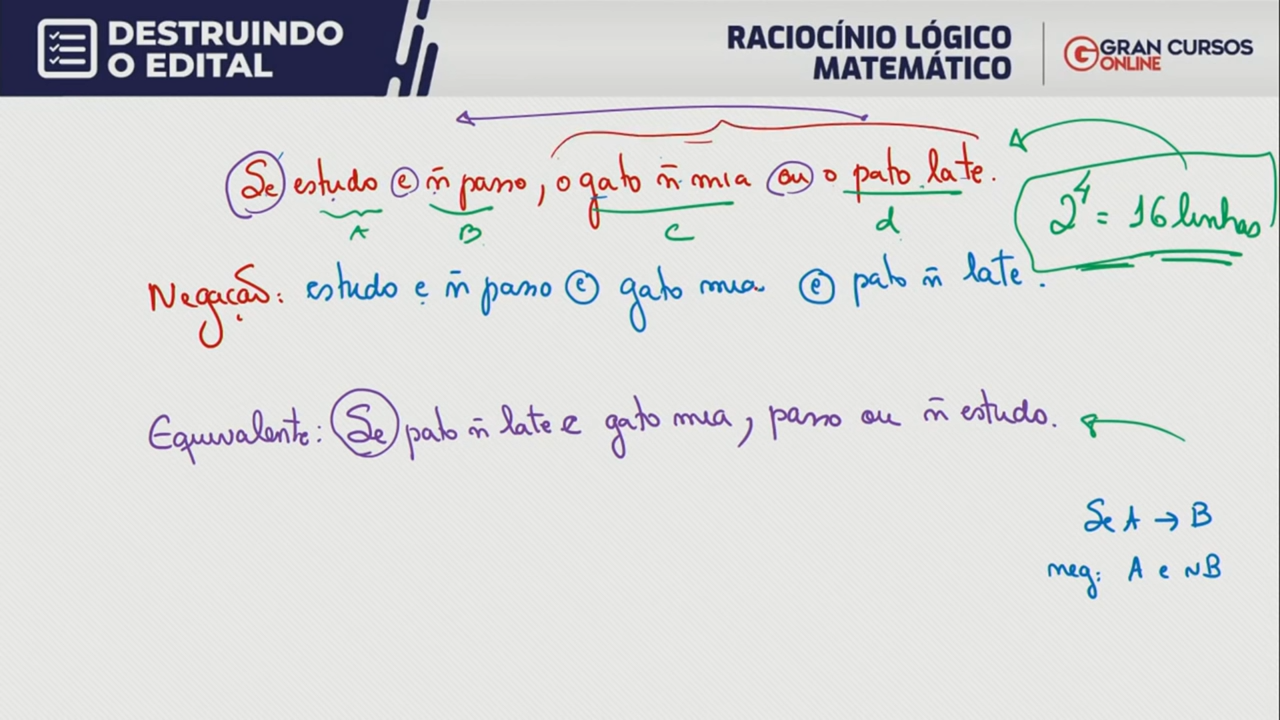 DESTRUINDO
O EDITAL
RACIOCÍNIO LÓGICO
MATEMÁTICO
GRAN CURSOS
ONLINE
Se estudo e ñ passo, o gato ñ mia ou o pato late.
A B C d
2⁴ = 16 linhas
Negação: estudo e ñ passo e gato mia e pato ñ late.
Equivalente: Se pato ñ late e gato mia, passo ou ñ estudo.
Se A → B
neg: A e ~B